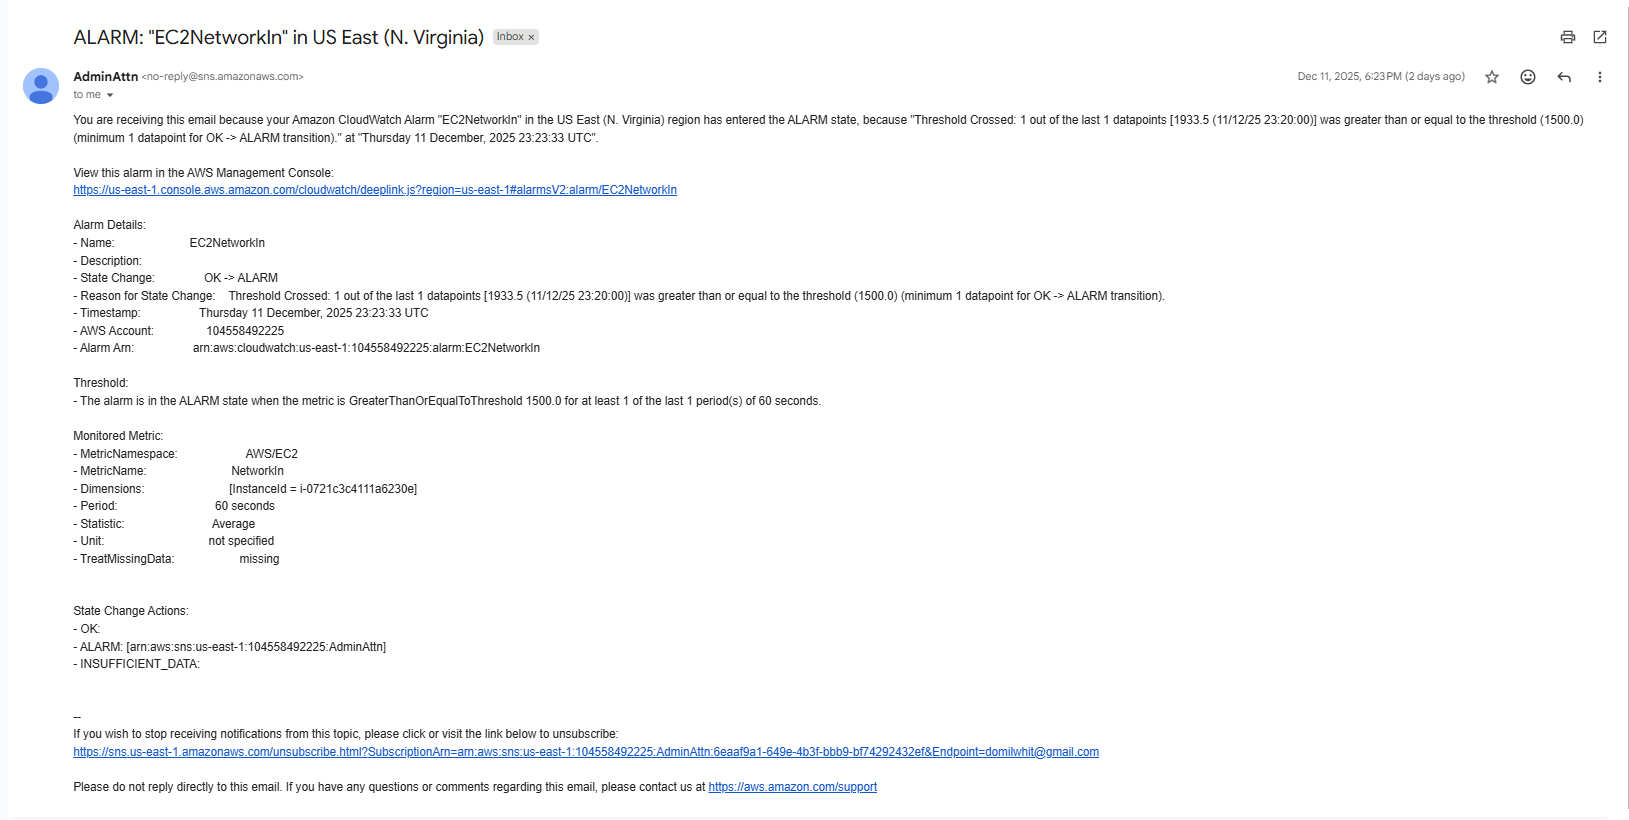 ALARM: "EC2NetworkIn" in US East (N. Virginia) Inbox ×
AdminAttn <no-reply@sns.amazonaws.com>
Dec 11, 2025, 6:23 PM (2 days ago)
to me
You are receiving this email because your Amazon CloudWatch Alarm "EC2NetworkIn" in the US East (N. Virginia) region has entered the ALARM state, because "Threshold Crossed: 1 out of the last 1 datapoints [1933.5 (11/12/25 23:20:00)] was greater than or equal to the threshold (1500.0)
(minimum 1 datapoint for OK -> ALARM transition)." at "Thursday 11 December, 2025 23:23:33 UTC".
View this alarm in the AWS Management Console:
https://us-east-1.console.aws.amazon.com/cloudwatch/deeplink.js?region=us-east-1#alarmsV2:alarm/EC2NetworkIn
Alarm Details:
- Name: EC2NetworkIn
- Description:
- State Change: OK -> ALARM
- Reason for State Change: Threshold Crossed: 1 out of the last 1 datapoints [1933.5 (11/12/25 23:20:00)] was greater than or equal to the threshold (1500.0) (minimum 1 datapoint for OK -> ALARM transition).
- Timestamp: Thursday 11 December, 2025 23:23:33 UTC
- AWS Account: 104558492225
- Alarm Arn: arn:aws:cloudwatch:us-east-1:104558492225:alarm:EC2NetworkIn
Threshold:
- The alarm is in the ALARM state when the metric is GreaterThanOrEqualToThreshold 1500.0 for at least 1 of the last 1 period(s) of 60 seconds.
Monitored Metric:
- MetricNamespace: AWS/EC2
- MetricName: NetworkIn
- Dimensions: [InstanceId = i-0721c3c4111a6230e]
- Period: 60 seconds
- Statistic: Average
- Unit: not specified
- TreatMissingData: missing
State Change Actions:
- OK:
- ALARM: [arn:aws:sns:us-east-1:104558492225:AdminAttn]
- INSUFFICIENT_DATA:
--
If you wish to stop receiving notifications from this topic, please click or visit the link below to unsubscribe:
https://sns.us-east-1.amazonaws.com/unsubscribe.html?SubscriptionArn=arn:aws:sns:us-east-1:104558492225:AdminAttn:6eaaf9a1-649e-4b3f-bbb9-bf74292432ef&Endpoint=domilwhit@gmail.com
Please do not reply directly to this email. If you have any questions or comments regarding this email, please contact us at https://aws.amazon.com/support